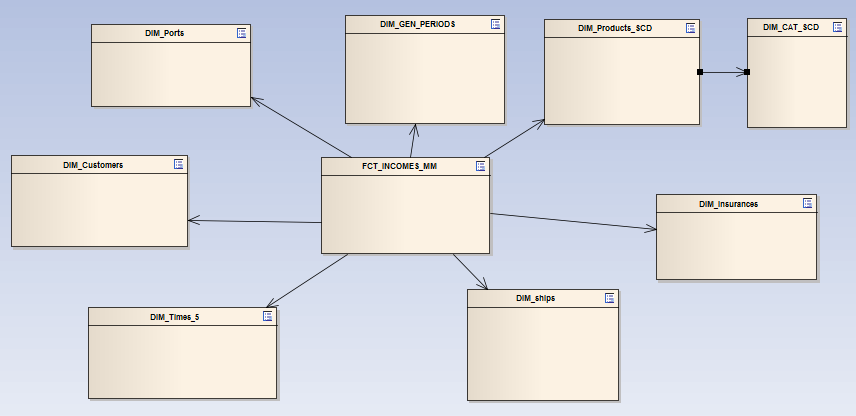 DIM_Ports
DIM_GEN_PERIODS
DIM_Products_SCD
DIM_CAT_SCD
DIM_Customers
FCT_INCOMES_MM
DIM_Insurances
DIM_Times_5
DIM_ships